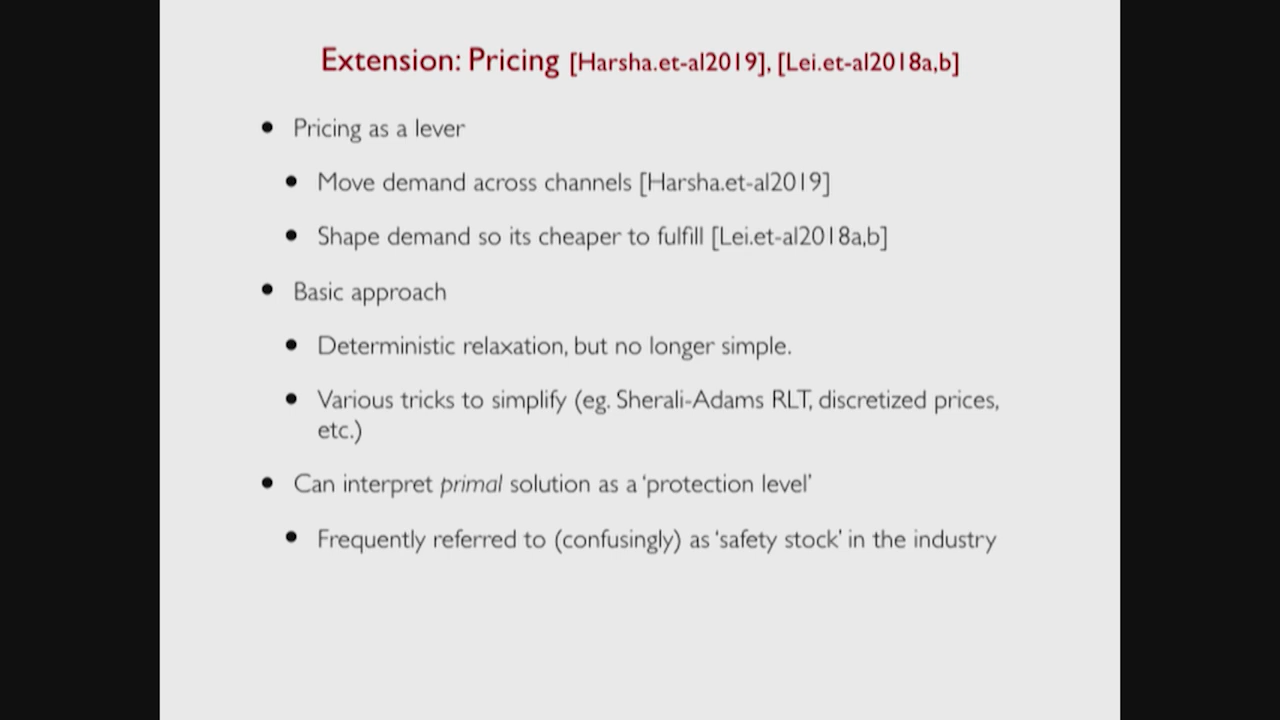 Extension: Pricing [Harsha.et-al2019], [Lei.et-al2018a,b]
• Pricing as a lever
• Move demand across channels [Harsha.et-al2019]
• Shape demand so its cheaper to fulfill [Lei.et-al2018a,b]
• Basic approach
• Deterministic relaxation, but no longer simple.
• Various tricks to simplify (eg. Sherali-Adams RLT, discretized prices,
etc.)
• Can interpret primal solution as a ‘protection level’
• Frequently referred to (confusingly) as ‘safety stock’ in the industry